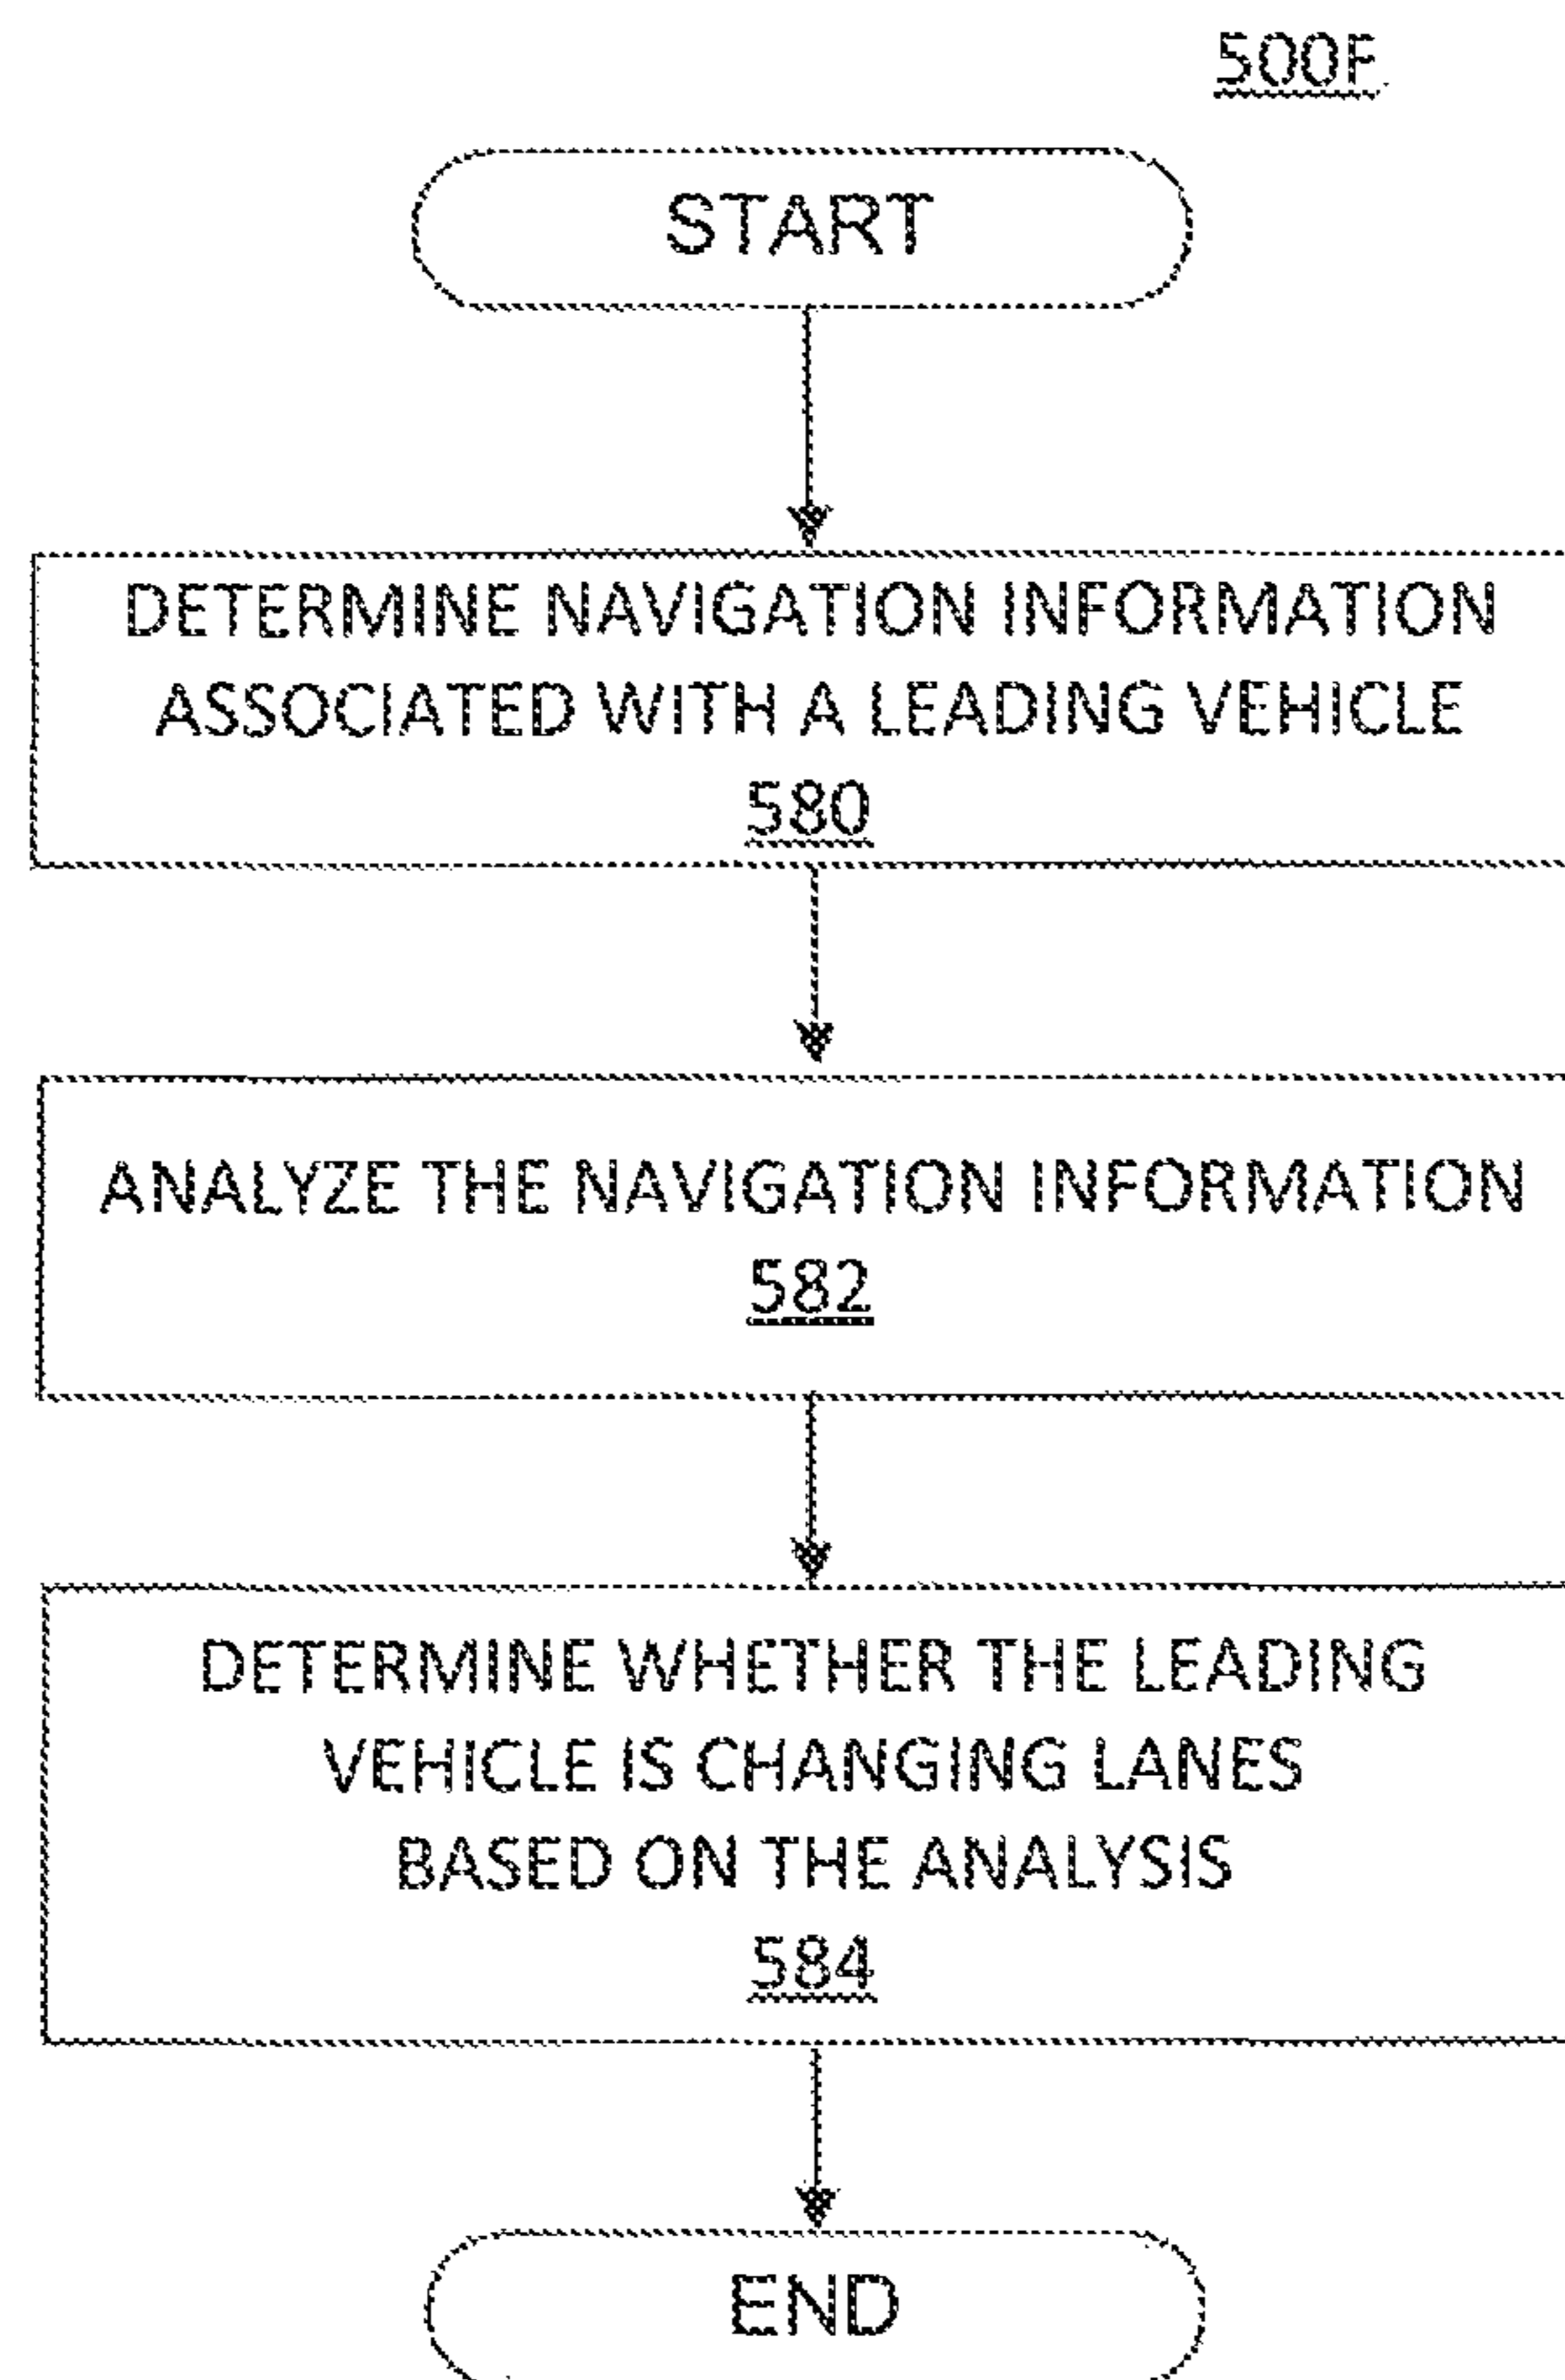 500F
START
DETERMINE NAVIGATION INFORMATION
ASSOCIATED WITH A LEADING VEHICLE
580
ANALYZE THE NAVIGATION INFORMATION
582
DETERMINE WHETHER THE LEADING
VEHICLE IS CHANGING LANES
BASED ON THE ANALYSIS
584
END